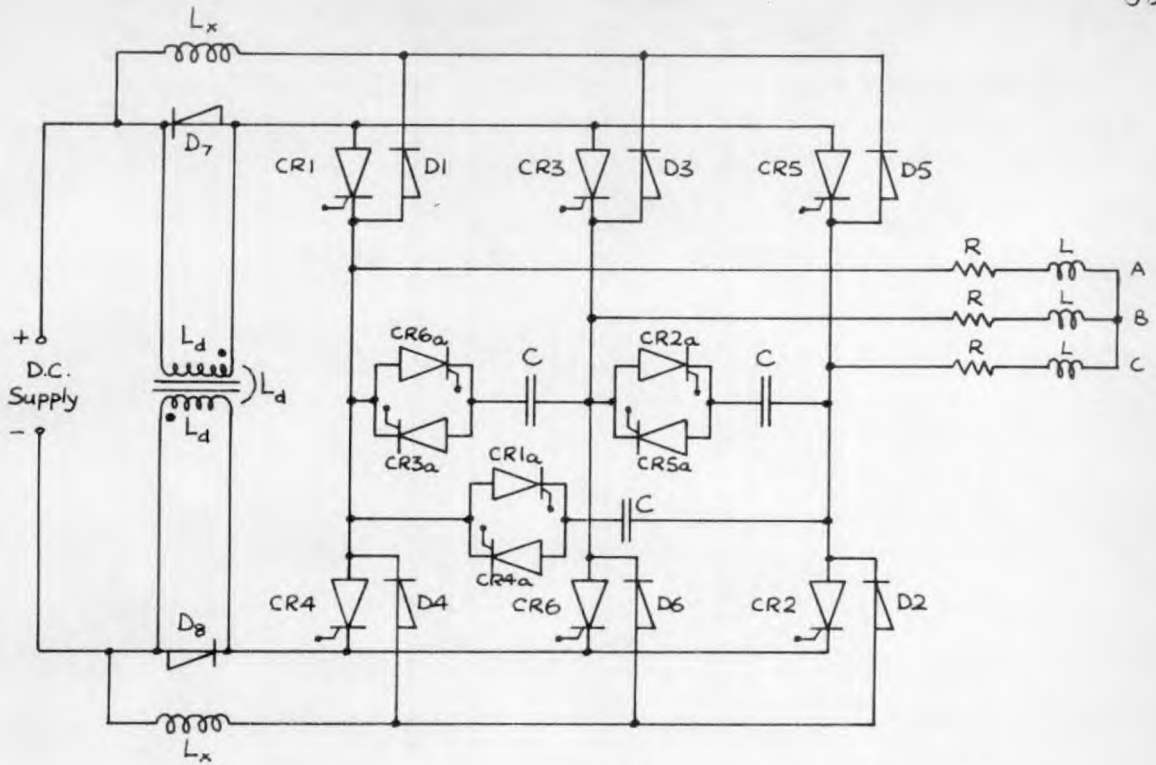 Lx
D7
CR1 D1 CR3 D3 CR5 D5
R L A
R L B
R L C
+
D.C.
Supply
-
Ld
Ld
Ld
CR6a C CR2a C
CR3a CR5a
CR1a C
CR4a
CR4 D4 CR6 D6 CR2 D2
D8
Lx